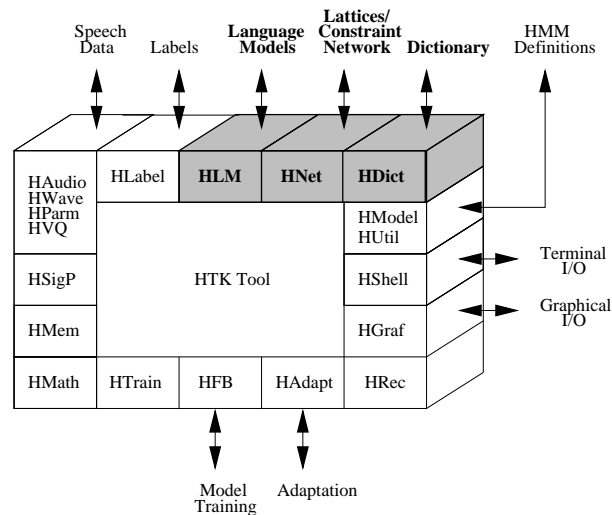 Speech
Data
Labels
Language
Models
Lattices/
Constraint
Network
Dictionary
HMM
Definitions
HAudio
HWave
HParm
HVQ
HLabel
HLM
HNet
HDict
HModel
HUtil
HSigP
HTK Tool
HShell
Terminal
I/O
HMem
HGraf
Graphical
I/O
HMath
HTrain
HFB
HAdapt
HRec
Model
Training
Adaptation